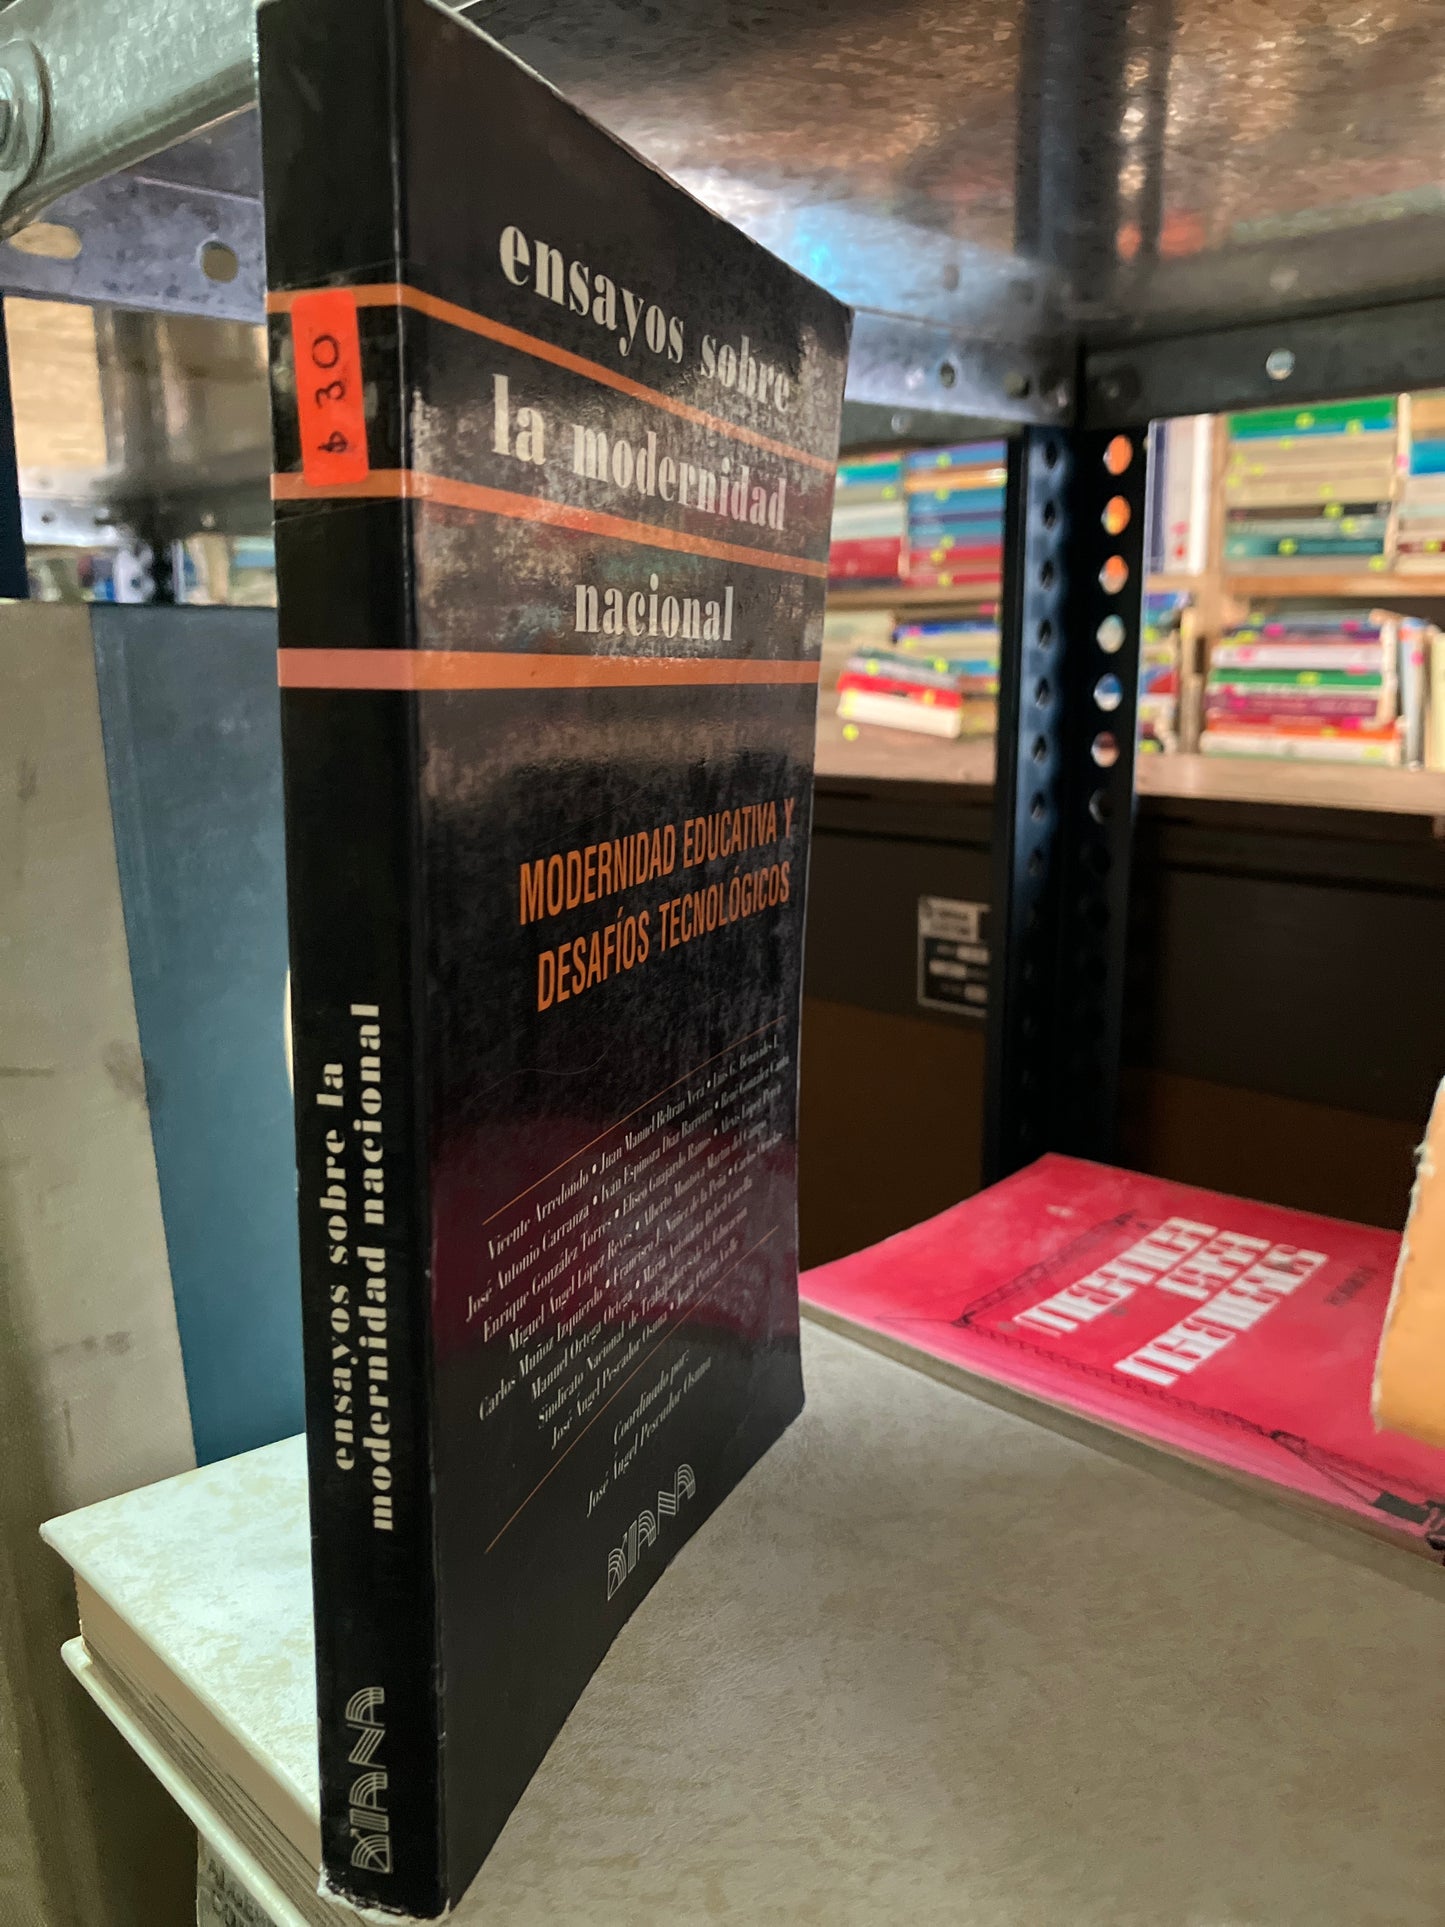 $ 30
ensayos sobre la
modernidad nacional
DIANA
ensayos sobre
la modernidad
nacional
MODERNIDAD EDUCATIVA Y
DESAFÍOS TECNOLÓGICOS
Vicente Arredondo • Juan Manuel Beltrán Vera • Luis G. Benavides I.
José Antonio Carranza • Iván Espinoza Díaz Barreiro • René González Cantú
Enrique González Torres • Eliseo Guajardo Ramos • Alexis López Pérez
Miguel Ángel López Reyes • Alberto Montoya Martín del Campo
Carlos Muñoz Izquierdo • Francisco J. Núñez de la Peña • Carlos Ornelas
Manuel Ortega Ortega • María Antonieta Rebeil Corella
Sindicato Nacional de Trabajadores de la Educación
José Ángel Pescador Osuna • Jean Pierre Vielle
Coordinado por:
José Ángel Pescador Osuna
DIANA